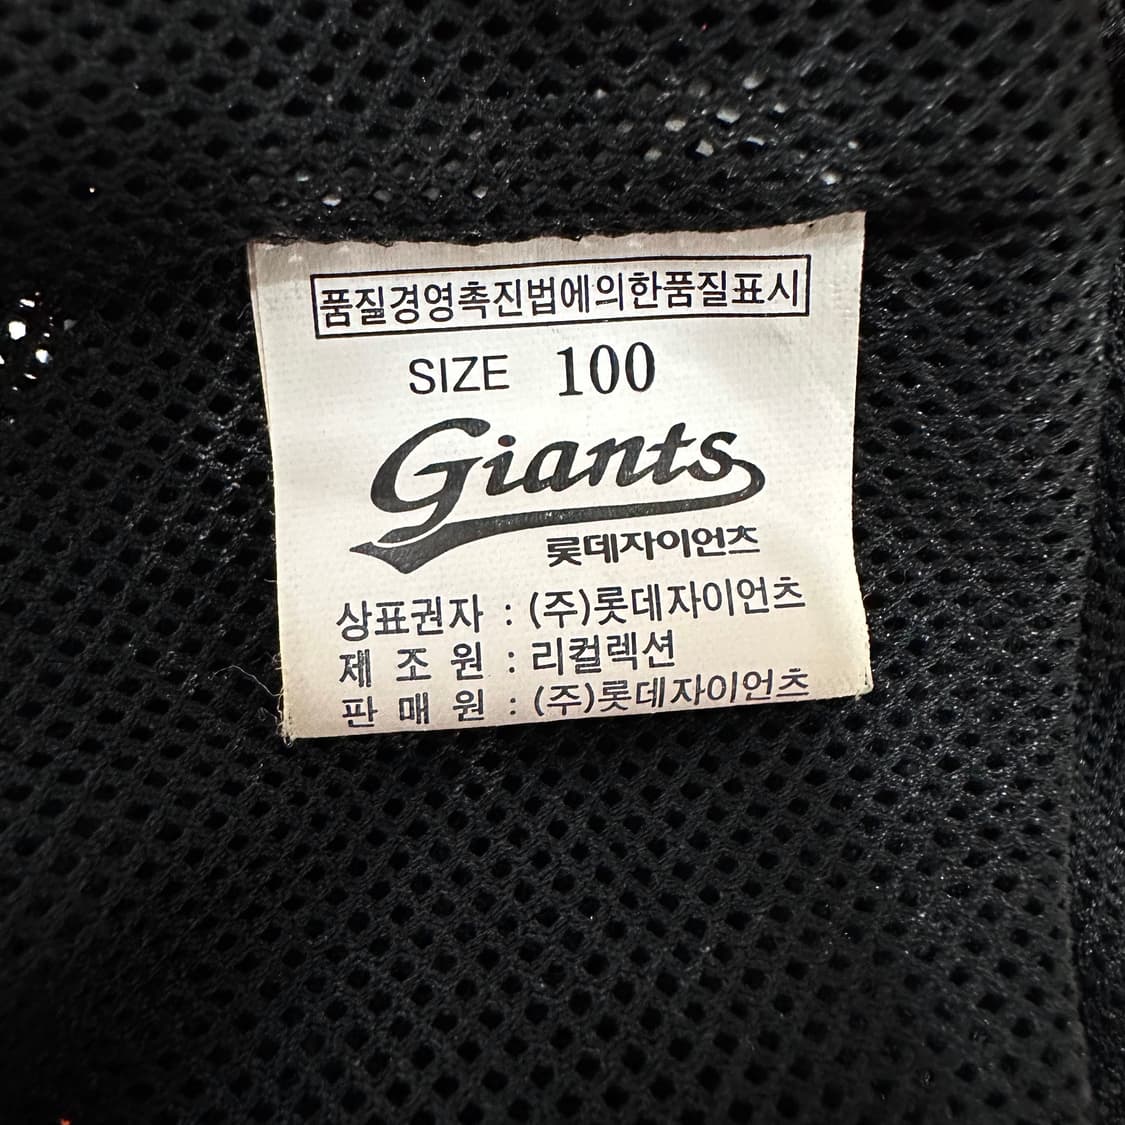 품질경영촉진법에의한품질표시
SIZE 100
Giants
롯데자이언츠
상표권자 : (주)롯데자이언츠
제 조 원 : 리컬렉션
판 매 원 : (주)롯데자이언츠